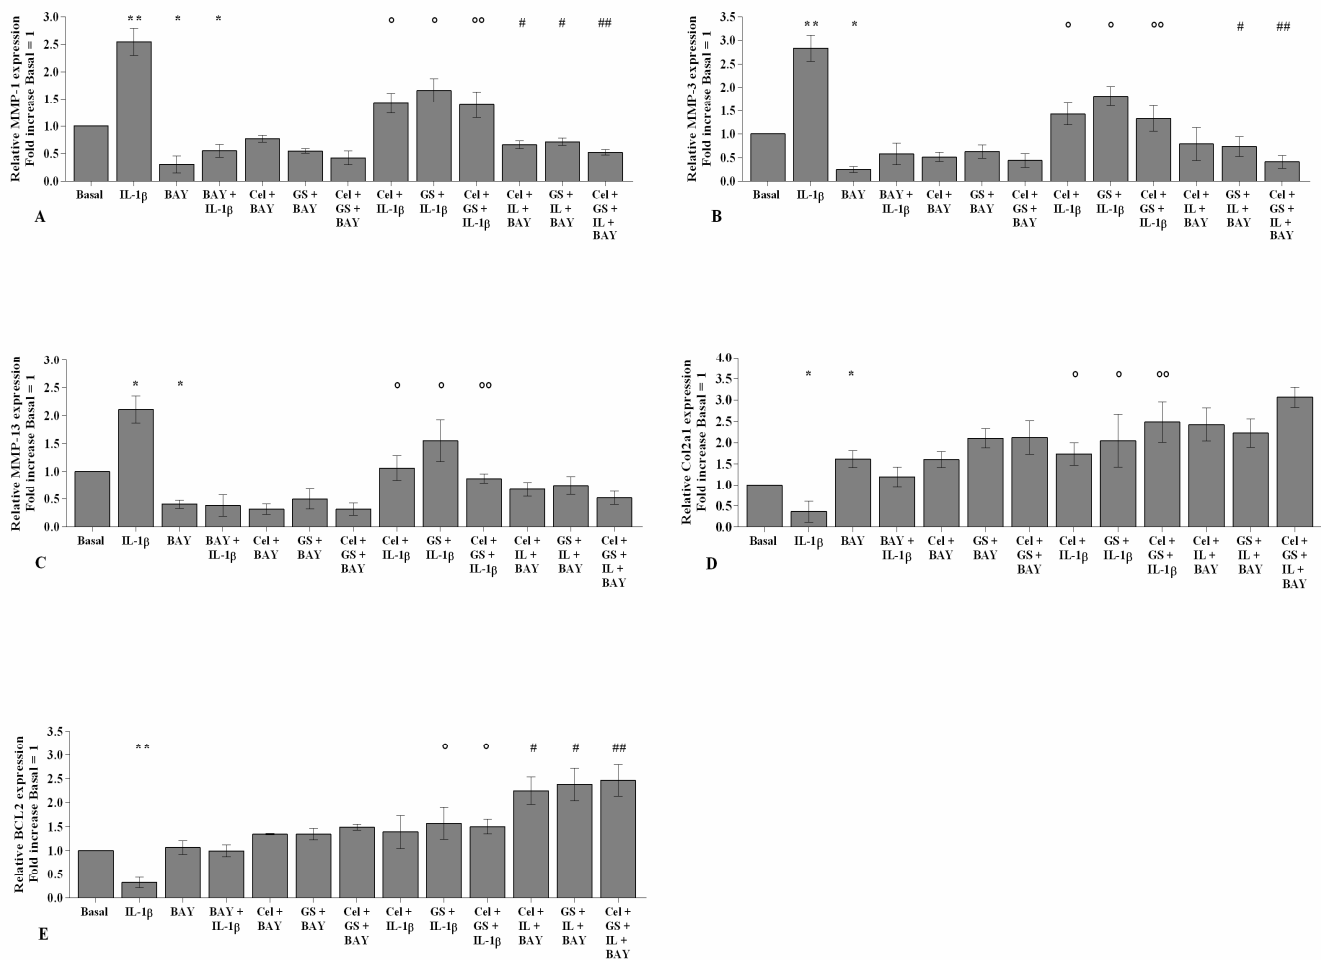 Relative MMP-1 expression
Fold increase Basal = 1
3.0
2.5
2.0
1.5
1.0
0.5
0.0
** * * ° ° °° # # ##
Basal IL-1β BAY BAY + IL-1β Cel + BAY GS + BAY Cel + GS + BAY Cel + IL-1β GS + IL-1β Cel + GS + IL-1β Cel + IL + BAY GS + IL + BAY Cel + GS + IL + BAY
A
Relative MMP-3 expression
Fold increase Basal = 1
3.5
3.0
2.5
2.0
1.5
1.0
0.5
0.0
** * ° ° °° # ##
Basal IL-1β BAY BAY + IL-1β Cel + BAY GS + BAY Cel + GS + BAY Cel + IL-1β GS + IL-1β Cel + GS + IL-1β Cel + IL + BAY GS + IL + BAY Cel + GS + IL + BAY
B
Relative MMP-13 expression
Fold increase Basal = 1
3.0
2.5
2.0
1.5
1.0
0.5
0.0
* * ° ° °°
Basal IL-1β BAY BAY + IL-1β Cel + BAY GS + BAY Cel + GS + BAY Cel + IL-1β GS + IL-1β Cel + GS + IL-1β Cel + IL + BAY GS + IL + BAY Cel + GS + IL + BAY
C
Relative Col2a1 expression
Fold increase Basal = 1
4.0
3.5
3.0
2.5
2.0
1.5
1.0
0.5
0.0
* * ° ° °°
Basal IL-1β BAY BAY + IL-1β Cel + BAY GS + BAY Cel + GS + BAY Cel + IL-1β GS + IL-1β Cel + GS + IL-1β Cel + IL + BAY GS + IL + BAY Cel + GS + IL + BAY
D
Relative BCL2 expression
Fold increase Basal = 1
3.5
3.0
2.5
2.0
1.5
1.0
0.5
0.0
** ° ° # # ##
Basal IL-1β BAY BAY + IL-1β Cel + BAY GS + BAY Cel + GS + BAY Cel + IL-1β GS + IL-1β Cel + GS + IL-1β Cel + IL + BAY GS + IL + BAY Cel + GS + IL + BAY
E